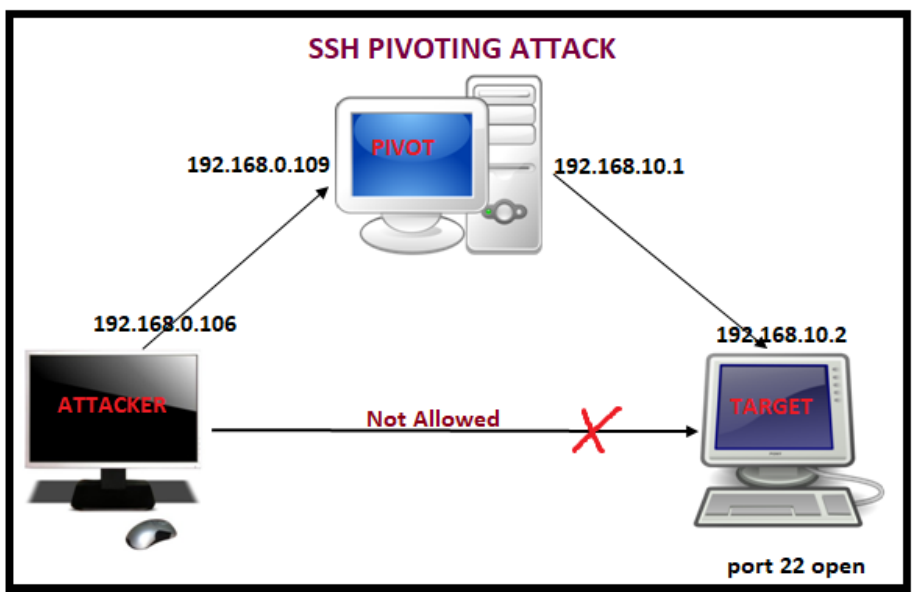 SSH PIVOTING ATTACK
PIVOT
192.168.0.109
192.168.10.1
192.168.0.106
192.168.10.2
ATTACKER
Not Allowed
TARGET
port 22 open